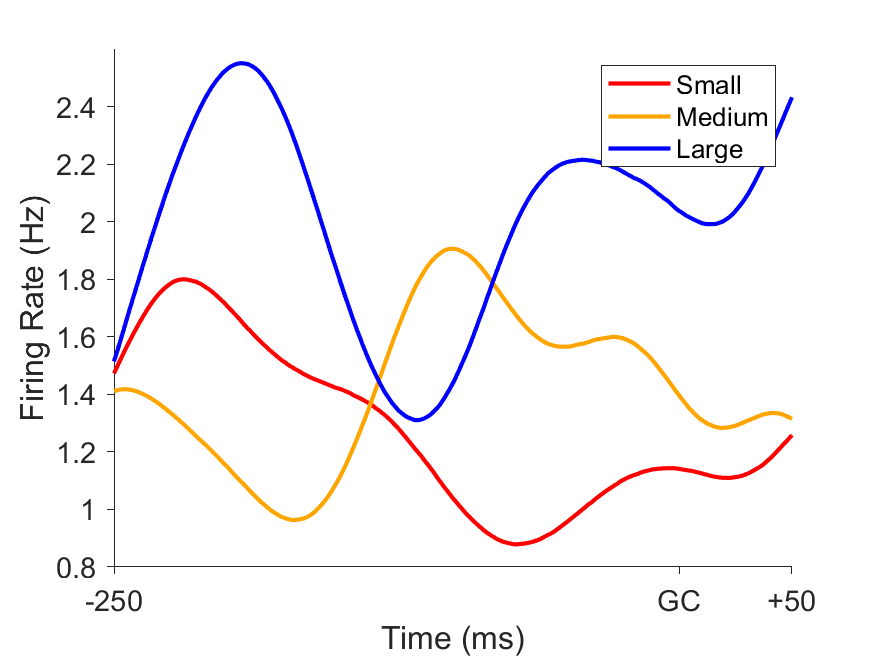 Firing Rate (Hz)
2.4
2.2
2
1.8
1.6
1.4
1.2
1
0.8
Small
Medium
Large
-250 GC +50
Time (ms)